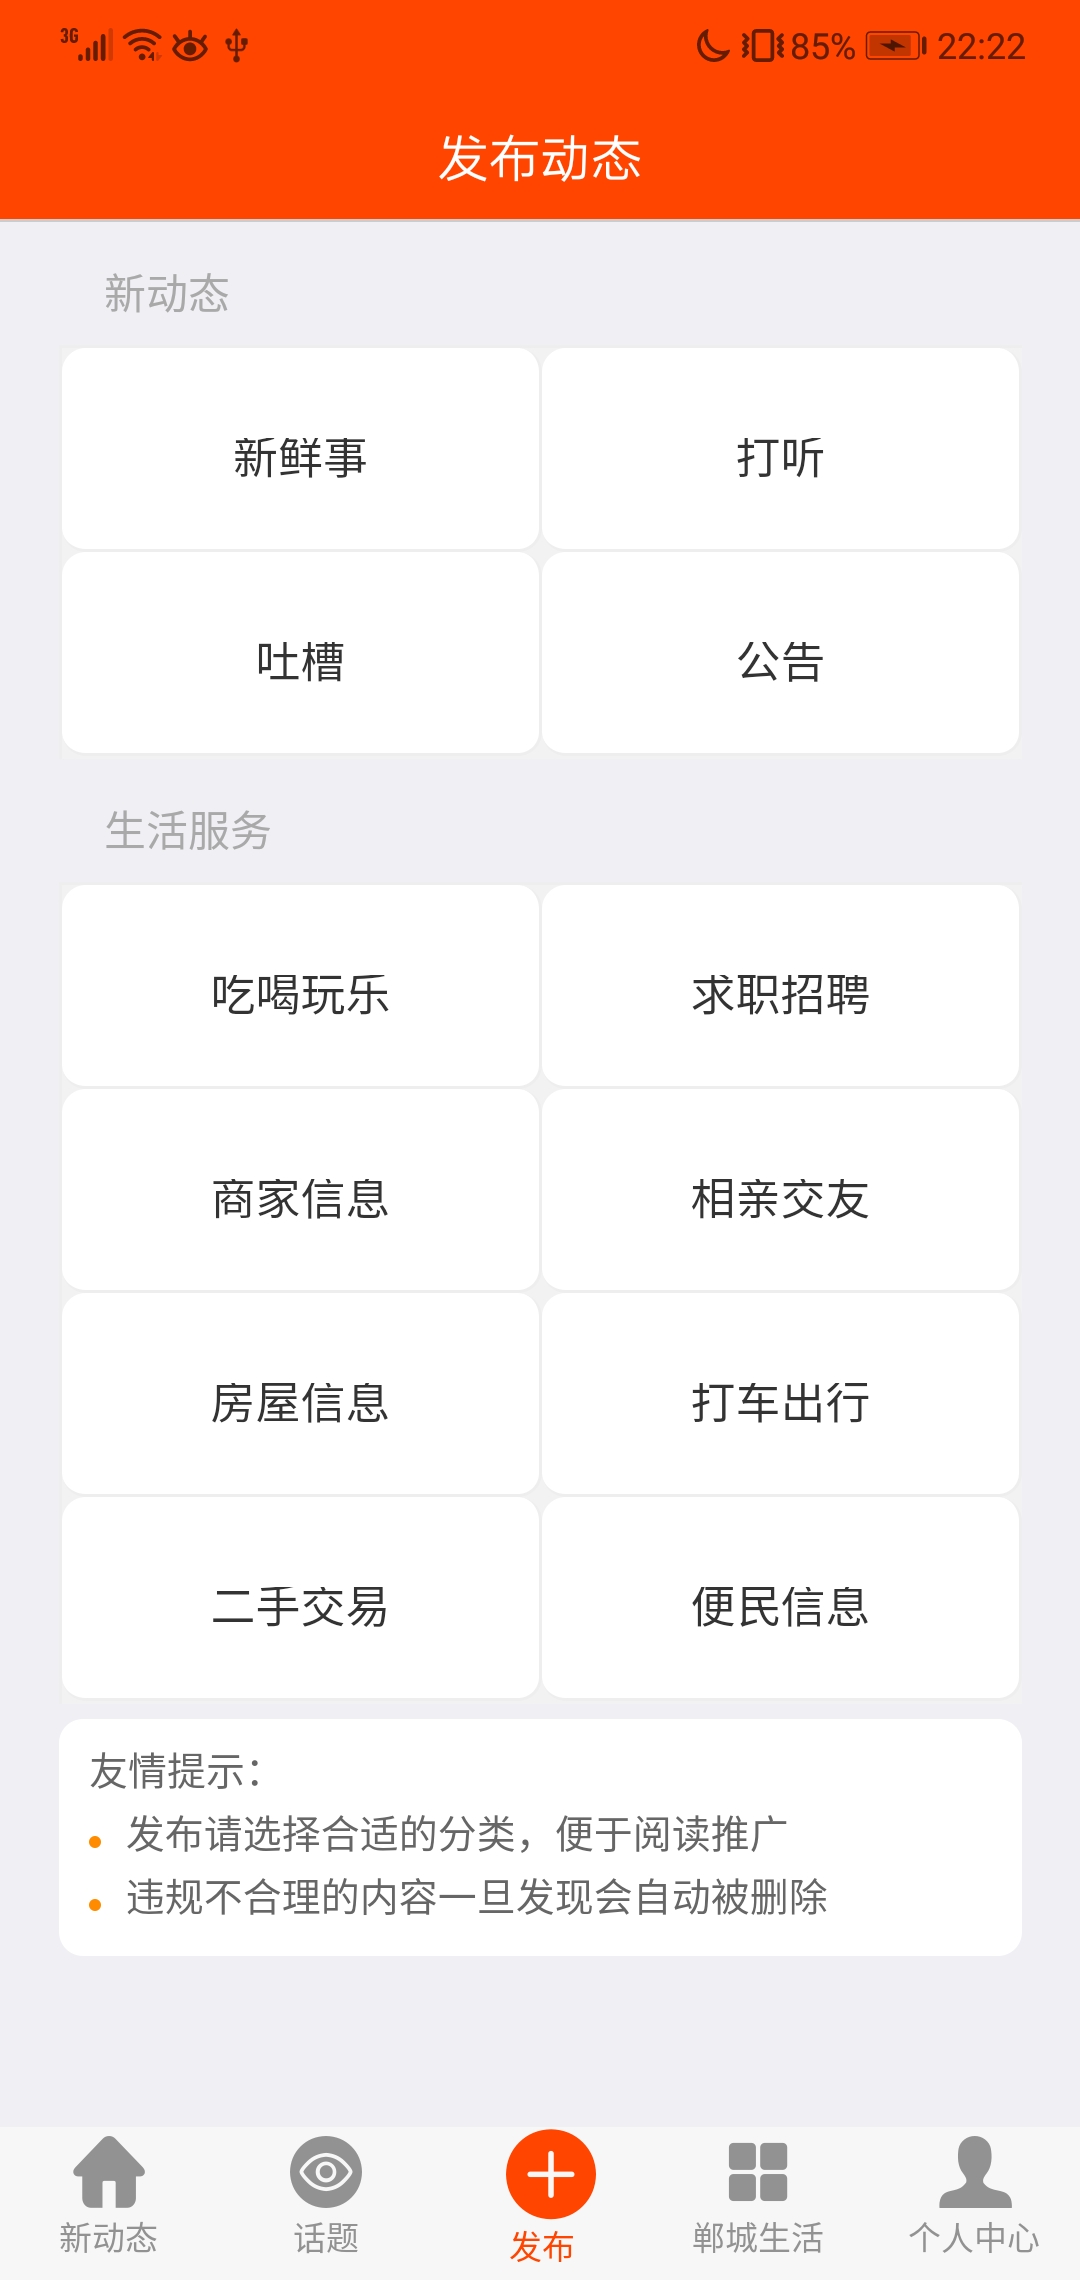 3G 85% 22:22
发布动态
新动态
新鲜事 打听
吐槽 公告
生活服务
吃喝玩乐 求职招聘
商家信息 相亲交友
房屋信息 打车出行
二手交易 便民信息
友情提示：
发布请选择合适的分类，便于阅读推广
违规不合理的内容一旦发现会自动被删除
新动态 话题 发布 郸城生活 个人中心